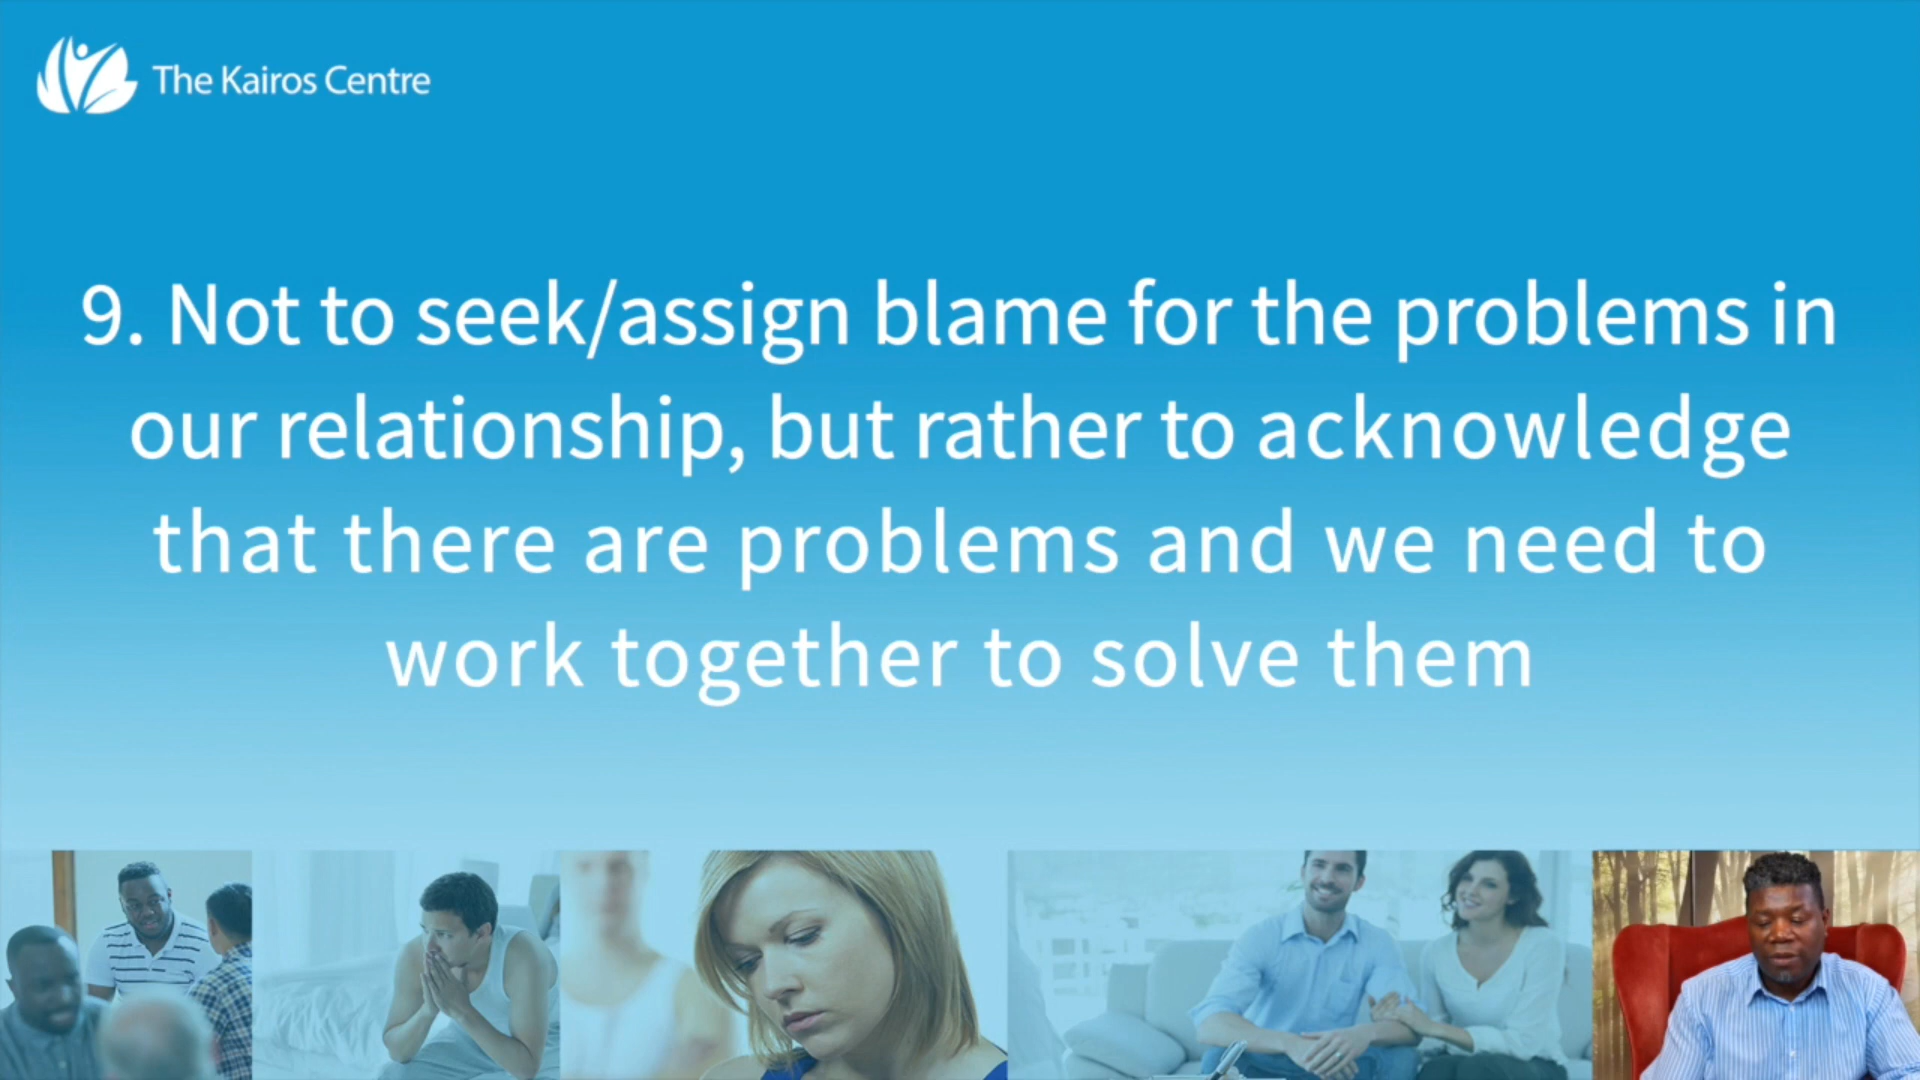 The Kairos Centre
9. Not to seek/assign blame for the problems in
our relationship, but rather to acknowledge
that there are problems and we need to
work together to solve them